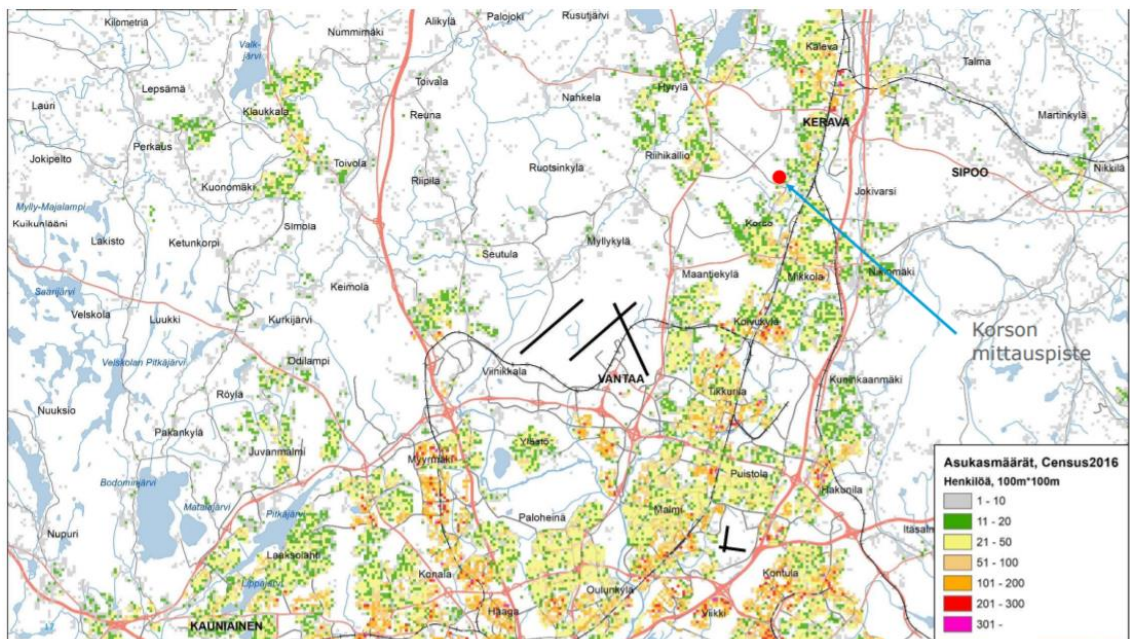 Kilometriä
Nummimäki
Alikylä
Palojoki
Rusutjärvi
Kaleva
Valk-
järvi
Talma
Lepsämä
Toivala
Hyrylä
Lauri
Klaukkala
Nahkela
Reuna
KERAVA
Martinkylä
Perkaus
Jokipelto
Toivola
Ruotsinkylä
Riihikallio
Riipilä
SIPOO
Nikkilä
Kuonomäki
Jokivarsi
Mylly-Majalampi
Kuikunlääni
Simola
Korso
Lakisto
Ketunkorpi
Seutula
Myllykylä
Maantiekylä
Mikkola
Nikinmäki
Keimola
Saarijärvi
Velskola
Luukki
Kurkijärvi
Koivukylä
Korson
mittauspiste
Velskolan Pitkäjärvi
Odilampi
Viinikkala
VANTAA
Kuninkaanmäki
Röylä
Tikkurila
Nuuksio
Pakankylä
Juvanmalmi
Ylästö
Myyrmäki
Puistola
Hakunila
Bodominjärvi
Matalajärvi
Pitkäjärvi
Paloheinä
Malmi
Nupuri
Laaksolahti
Konala
Kontula
Lippajärvi
Oulunkylä
Haaga
Viikki
KAUNIAINEN
Asukasmäärät, Census2016
Henkilöä, 100m*100m
1 - 10
11 - 20
21 - 50
51 - 100
101 - 200
201 - 300
301 -